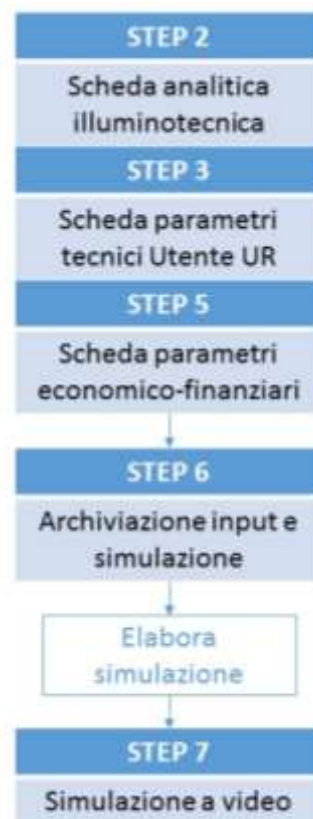 STEP 2
Scheda analitica
illuminotecnica
STEP 3
Scheda parametri
tecnici Utente UR
STEP 5
Scheda parametri
economico-finanziari
STEP 6
Archiviazione input e
simulazione
Elabora
simulazione
STEP 7
Simulazione a video